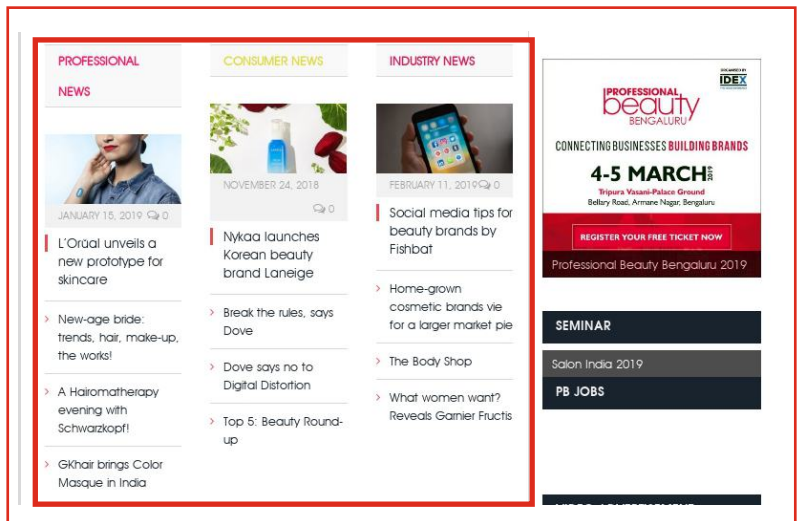 PROFESSIONAL
NEWS
JANUARY 15, 2019 0
L'Orüal unveils a
new prototype for
skincare
New-age bride:
trends, hair, make-up,
the works!
A Hairomatherapy
evening with
Schwarzkopf!
GKhair brings Color
Masque in India
CONSUMER NEWS
NOVEMBER 24, 2018
0
Nykaa launches
Korean beauty
brand Laneige
Break the rules, says
Dove
Dove says no to
Digital Distortion
Top 5: Beauty Round-
up
INDUSTRY NEWS
FEBRUARY 11, 2019 0
Social media tips for
beauty brands by
Fishbat
Home-grown
cosmetic brands vie
for a larger market pie
The Body Shop
What women want?
Reveals Garnier Fructis
ORGANISED BY
IDEX
PROFESSIONAL
beauty
BENGALURU
CONNECTING BUSINESSES BUILDING BRANDS
4-5 MARCH 2019
Tripura Vasani-Palace Ground
Bellary Road, Armane Nagar, Bengaluru
REGISTER YOUR FREE TICKET NOW
Professional Beauty Bengaluru 2019
SEMINAR
Salon India 2019
PB JOBS